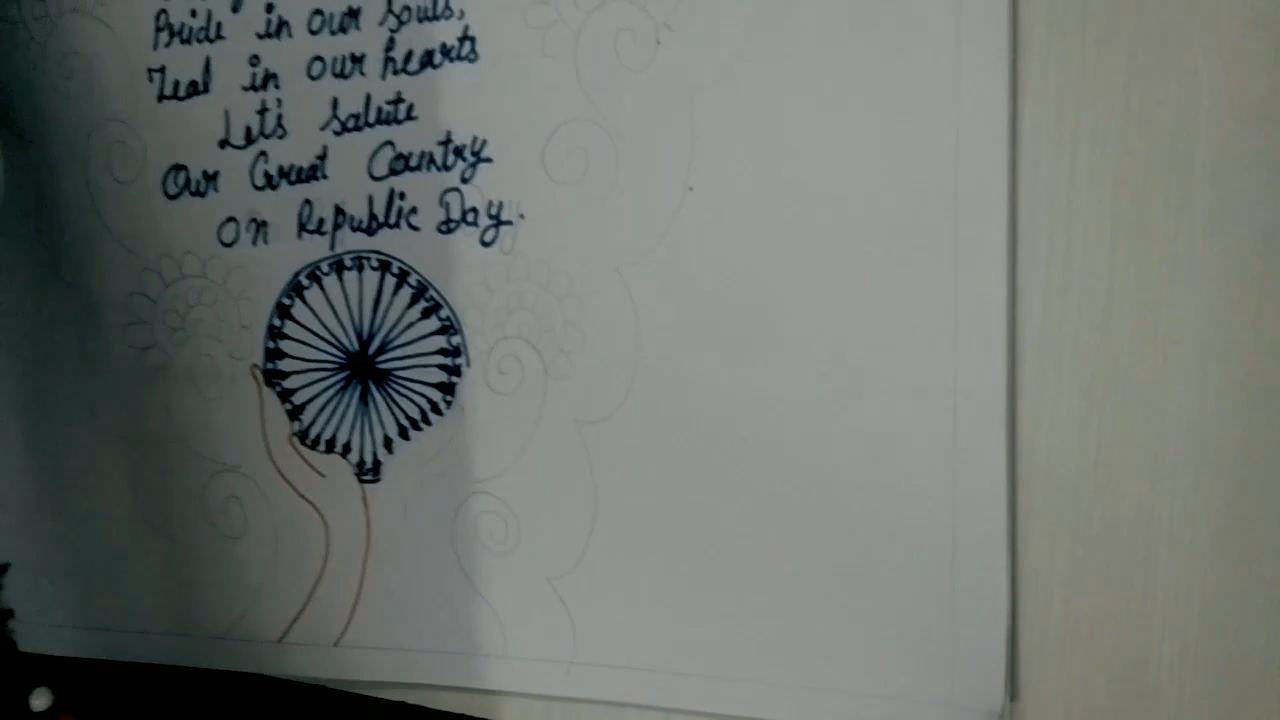 Pride in our souls,
Zeal in our hearts
Let's Salute
Our Great Country
On Republic Day.